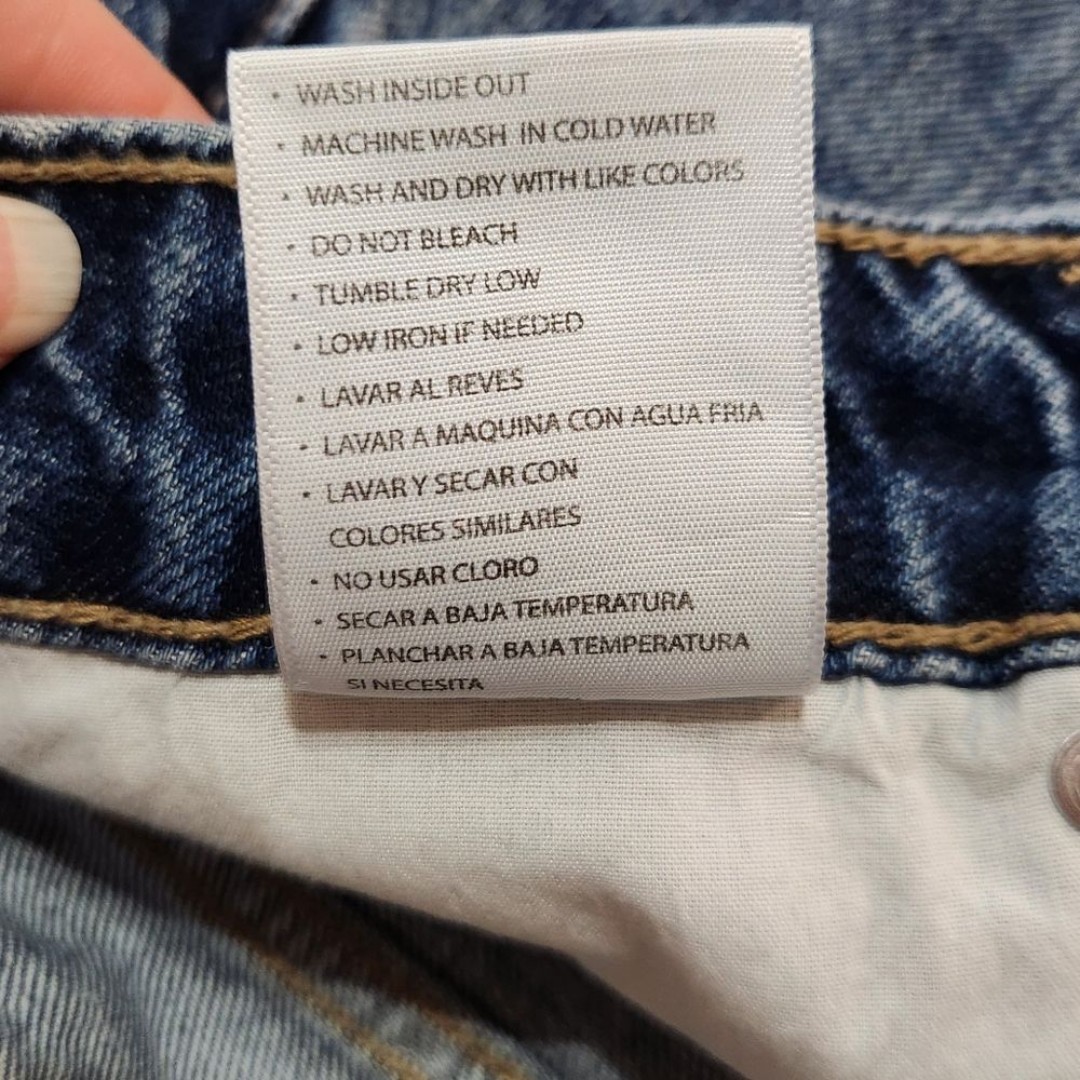 • WASH INSIDE OUT
• MACHINE WASH IN COLD WATER
• WASH AND DRY WITH LIKE COLORS
• DO NOT BLEACH
• TUMBLE DRY LOW
• LOW IRON IF NEEDED
• LAVAR AL REVES
• LAVAR A MAQUINA CON AGUA FRIA
• LAVAR Y SECAR CON
COLORES SIMILARES
• NO USAR CLORO
• SECAR A BAJA TEMPERATURA
• PLANCHAR A BAJA TEMPERATURA
SI NECESITA